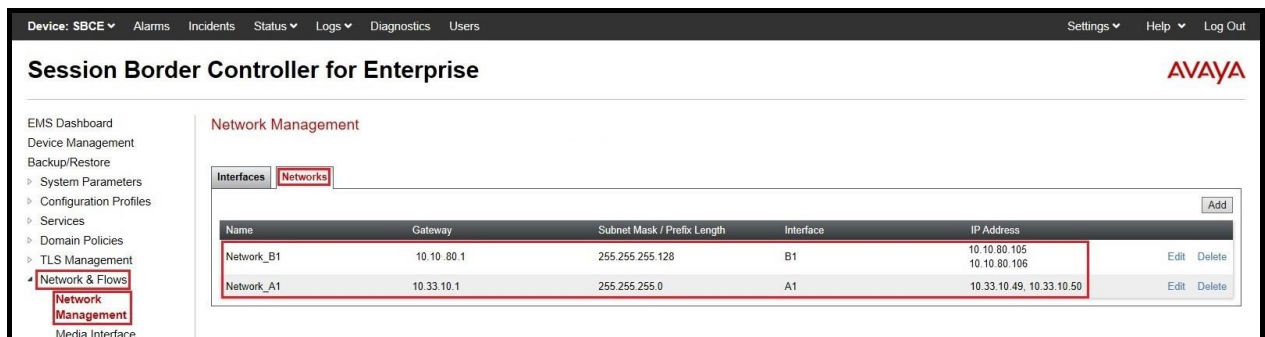 Device: SBCE Alarms Incidents Status Logs Diagnostics Users Settings Help Log Out
Session Border Controller for Enterprise
AVAYA
EMS Dashboard
Device Management
Backup/Restore
System Parameters
Configuration Profiles
Services
Domain Policies
TLS Management
Network & Flows
Network
Management
Media Interface
Network Management
Interfaces Networks
Add
Name Gateway Subnet Mask / Prefix Length Interface IP Address
Network_B1 10.10 .80.1 255.255.255.128 B1 10.10.80.105
10.10.80.106 Edit Delete
Network_A1 10.33.10.1 255.255.255.0 A1 10.33.10.49, 10.33.10.50 Edit Delete